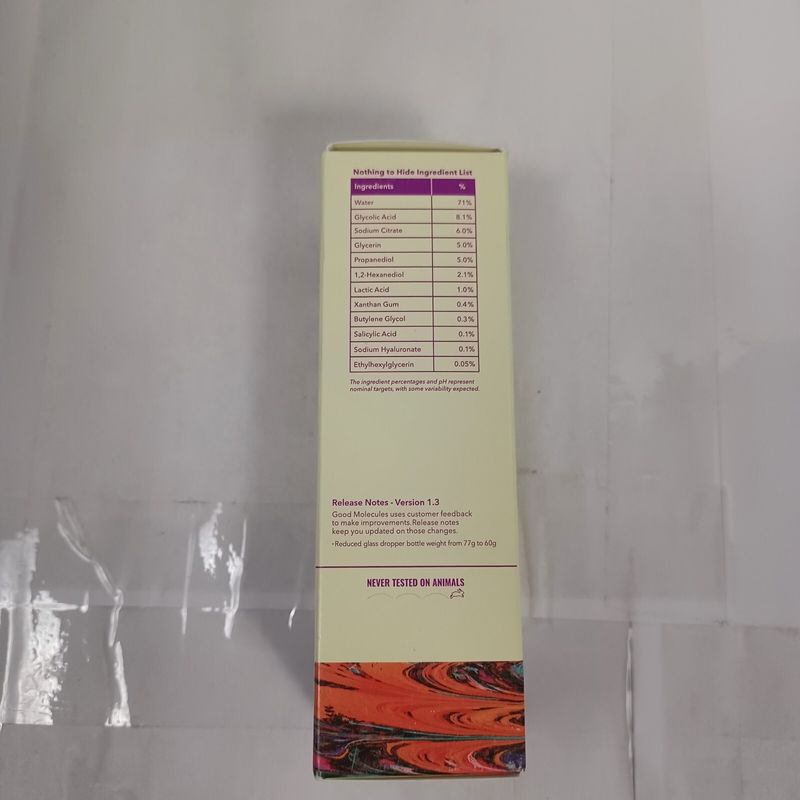 Nothing to Hide Ingredient List
Ingredients %
Water 71%
Glycolic Acid 8.1%
Sodium Citrate 6.0%
Glycerin 5.0%
Propanediol 5.0%
1,2-Hexanediol 2.1%
Lactic Acid 1.0%
Xanthan Gum 0.4%
Butylene Glycol 0.3%
Salicylic Acid 0.1%
Sodium Hyaluronate 0.1%
Ethylhexylglycerin 0.05%
The ingredient percentages and pH represent
nominal targets, with some variability expected.
Release Notes - Version 1.3
Good Molecules uses customer feedback
to make improvements.Release notes
keep you updated on those changes.
•Reduced glass dropper bottle weight from 77g to 60g
NEVER TESTED ON ANIMALS